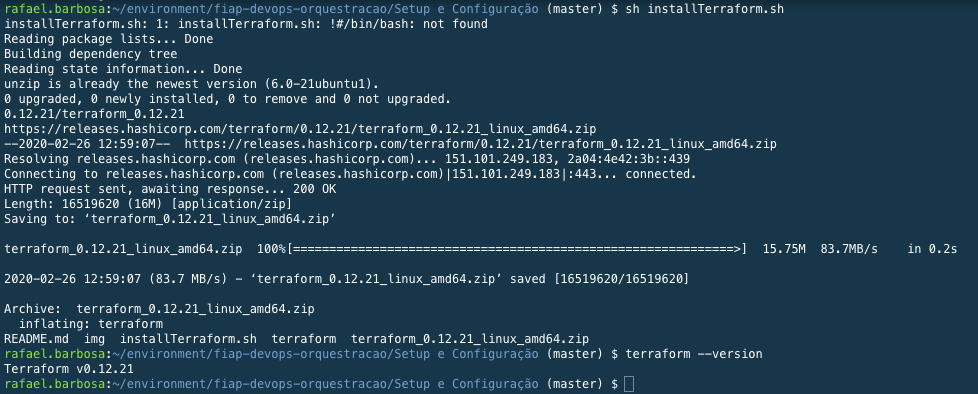 rafael.barbosa:~/environment/fiap-devops-orquestracao/Setup e Configuração (master) $ sh installTerraform.sh
installTerraform.sh: 1: installTerraform.sh: !#/bin/bash: not found
Reading package lists... Done
Building dependency tree
Reading state information... Done
unzip is already the newest version (6.0-21ubuntu1).
0 upgraded, 0 newly installed, 0 to remove and 0 not upgraded.
0.12.21/terraform_0.12.21
https://releases.hashicorp.com/terraform/0.12.21/terraform_0.12.21_linux_amd64.zip
--2020-02-26 12:59:07--  https://releases.hashicorp.com/terraform/0.12.21/terraform_0.12.21_linux_amd64.zip
Resolving releases.hashicorp.com (releases.hashicorp.com)... 151.101.249.183, 2a04:4e42:3b::439
Connecting to releases.hashicorp.com (releases.hashicorp.com)|151.101.249.183|:443... connected.
HTTP request sent, awaiting response... 200 OK
Length: 16519620 (16M) [application/zip]
Saving to: ‘terraform_0.12.21_linux_amd64.zip’
terraform_0.12.21_linux_amd64.zip  100%[=============================================================>]  15.75M  83.7MB/s    in 0.2s
2020-02-26 12:59:07 (83.7 MB/s) - ‘terraform_0.12.21_linux_amd64.zip’ saved [16519620/16519620]
Archive:  terraform_0.12.21_linux_amd64.zip
  inflating: terraform
README.md  img  installTerraform.sh  terraform  terraform_0.12.21_linux_amd64.zip
rafael.barbosa:~/environment/fiap-devops-orquestracao/Setup e Configuração (master) $ terraform --version
Terraform v0.12.21
rafael.barbosa:~/environment/fiap-devops-orquestracao/Setup e Configuração (master) $